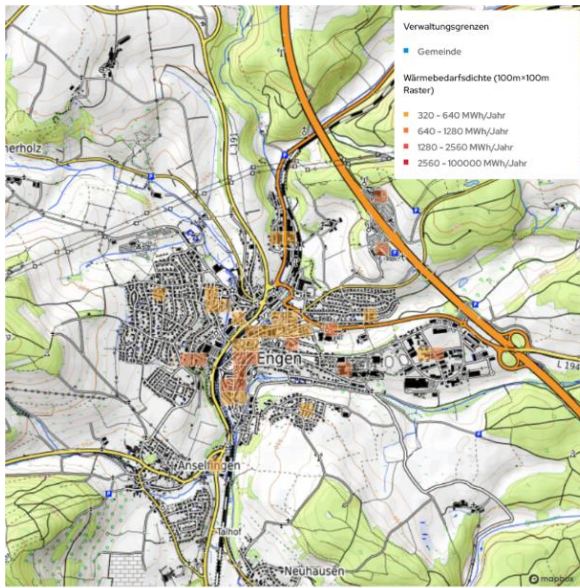 Verwaltungsgrenzen
Gemeinde
Wärmebedarfsdichte (100m×100m
Raster)
320 - 640 MWh/Jahr
640 - 1280 MWh/Jahr
1280 - 2560 MWh/Jahr
2560 - 100000 MWh/Jahr
nerholz
L 191
Engen
L 194
Anselfingen
Talhof
Neuhausen
mapbox